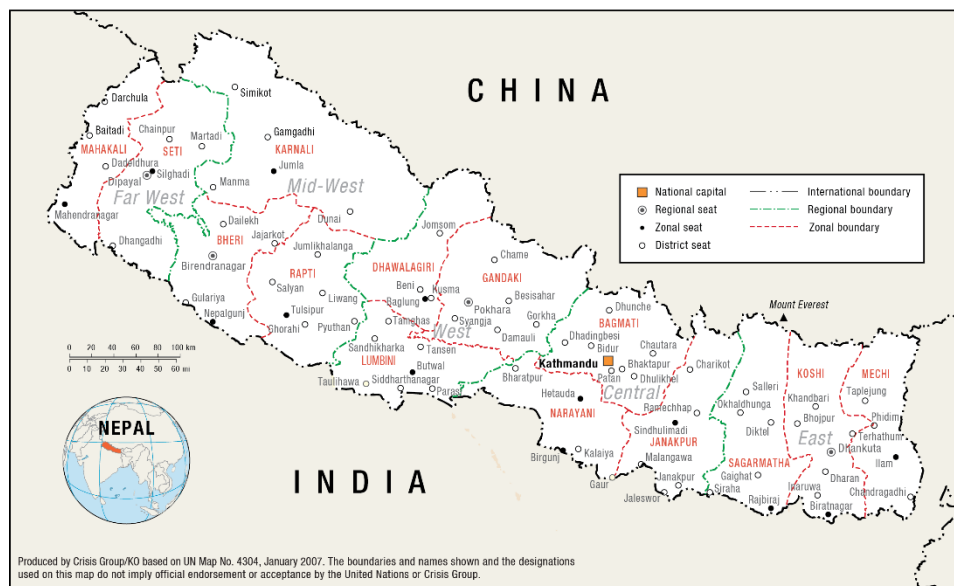 CHINA
Simikot
Darchula
Chainpur
Martadi
Gamgadhi
Baitadi
MAHAKALI
SETI
KARNALI
Dadeldhura
Silghadi
Jumla
Dipayal
Manma
Mid-West
Far West
Mahendranagar
Dunai
Dailekh
Jomsom
Dhangadhi
BHERI
Jajarkot
Jumlikhalanga
Chame
Birendranagar
DHAWALAGIRI
GANDAKI
RAPTI
Salyan
Beni
Kusma
Besisahar
Gulariya
Liwang
Baglung
Pokhara
Dhunche
Nepalgunj
Tulsipur
Tamghas
Syangja
Gorkha
BAGMATI
Ghorahi
Pyuthan
West
Damauli
Dhadingbesi
Chautara
Sandhikharka
Tansen
Bidur
LUMBINI
Butwal
Kathmandu
Bhaktapur
Charikot
Taulihawa
Siddharthanagar
Parasi
Bharatpur
Patan
Dhulikhel
Central
Hetauda
Ramechhap
NARAYANI
Sindhulimadi
JANAKPUR
Birgunj
Kalaiya
Malangawa
Gaur
Janakpur
Jaleswor
Siraha
Mount Everest
KOSHI
MECHI
Salleri
Khandbari
Taplejung
Okhaldhunga
Bhojpur
Phidim
Diktel
East
Terhathum
Dhankuta
SAGARMATHA
Ilam
Gaighat
Dharan
Inaruwa
Chandragadhi
Rajbiraj
Biratnagar
National capital
Regional seat
Zonal seat
District seat
International boundary
Regional boundary
Zonal boundary
20 0 20 40 60 80 100 km
10 0 10 20 30 40 50 60 mi
NEPAL
INDIA
Produced by Crisis Group/KO based on UN Map No. 4304, January 2007. The boundaries and names shown and the designations
used on this map do not imply official endorsement or acceptance by the United Nations or Crisis Group.